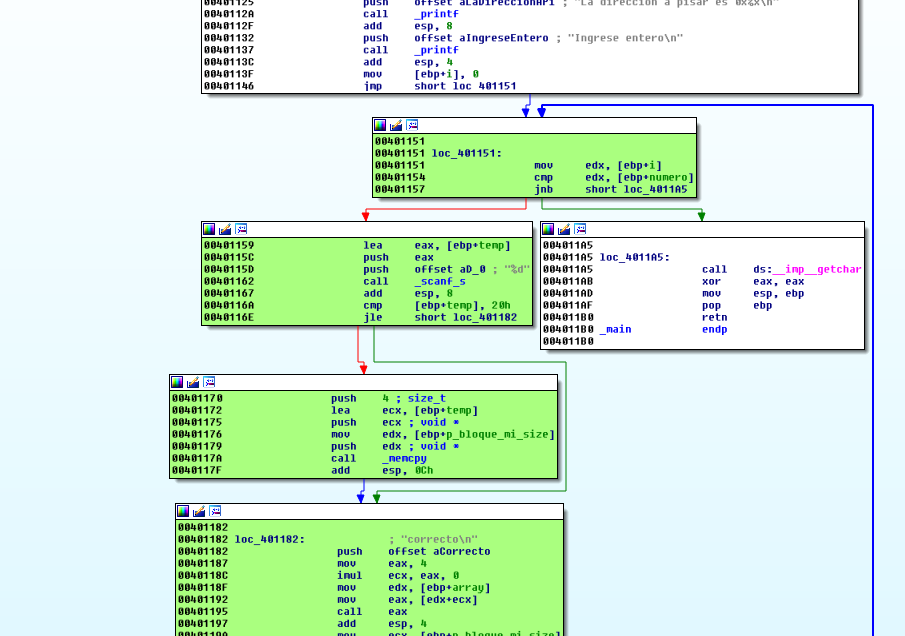 00401125 push offset aLaDireccionAPi ; "La direccion a pisar es 0x%x\n"
0040112A call _printf
0040112F add esp, 8
00401132 push offset aIngreseEntero ; "Ingrese entero\n"
00401137 call _printf
0040113C add esp, 4
0040113F mov [ebp+i], 0
00401146 jmp short loc_401151
00401151
00401151 loc_401151:
00401151 mov edx, [ebp+i]
00401154 cmp edx, [ebp+numero]
00401157 jnb short loc_4011A5
00401159 lea eax, [ebp+temp]
0040115C push eax
0040115D push offset aD_0 ; "%d"
00401162 call _scanf_s
00401167 add esp, 8
0040116A cmp [ebp+temp], 20h
0040116E jle short loc_401182
004011A5
004011A5 loc_4011A5:
004011A5 call ds:__imp__getchar
004011AB xor eax, eax
004011AD mov esp, ebp
004011AF pop ebp
004011B0 retn
004011B0 _main endp
004011B0
00401170 push 4 ; size_t
00401172 lea ecx, [ebp+temp]
00401175 push ecx ; void *
00401176 mov edx, [ebp+p_bloque_mi_size]
00401179 push edx ; void *
0040117A call _memcpy
0040117F add esp, 0Ch
00401182
00401182 loc_401182: ; "correcto\n"
00401182 push offset aCorrecto
00401187 mov eax, 4
0040118C imul ecx, eax, 0
0040118F mov edx, [ebp+array]
00401192 mov eax, [edx+ecx]
00401195 call eax
00401197 add esp, 4
0040119A mov ecx, [ebp+p_bloque_mi_size]